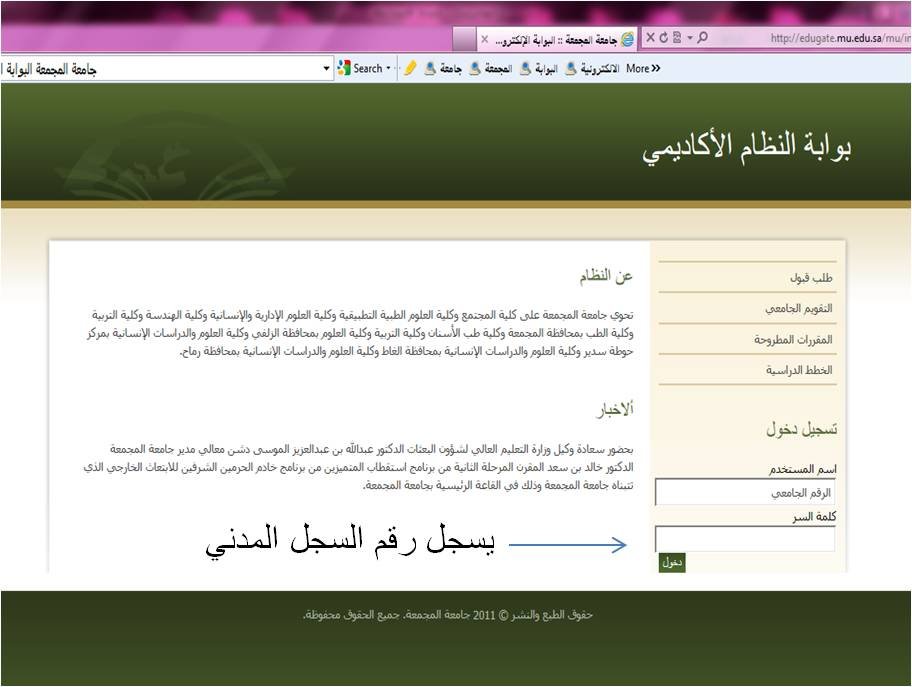 جامعة المجمعة :: البوابة الإلكترو...
http://edugate.mu.edu.sa/mu/in
جامعة المجمعة البوابة ا
Search
جامعة
المجمعة
البوابة
الالكترونية
More
بوابة النظام الأكاديمي
طلب قبول
التقويم الجامعي
المقررات المطروحة
الخطط الدراسية
تسجيل دخول
اسم المستخدم
الرقم الجامعي
كلمة السر
دخول
عن النظام
تحوي جامعة المجمعة على كلية المجتمع وكلية العلوم الطبية التطبيقية وكلية العلوم الإدارية والإنسانية وكلية الهندسة وكلية التربية
وكلية الطب بمحافظة المجمعة وكلية طب الأسنان وكلية التربية وكلية العلوم بمحافظة الزلفي وكلية العلوم والدراسات الإنسانية بمركز
حوطة سدير وكلية العلوم والدراسات الإنسانية بمحافظة الغاط وكلية العلوم والدراسات الإنسانية بمحافظة رماح.
ألاخبار
بحضور سعادة وكيل وزارة التعليم العالي لشؤون البعثات الدكتور عبدالله بن عبدالعزيز الموسى دشن معالي مدير جامعة المجمعة
الدكتور خالد بن سعد المقرن المرحلة الثانية من برنامج استقطاب المتميزين من برنامج خادم الحرمين الشرفين للابتعاث الخارجي الذي
تتبناه جامعة المجمعة وذلك في القاعة الرئيسية بجامعة المجمعة.
يسجل رقم السجل المدني
حقوق الطبع والنشر © 2011 جامعة المجمعة. جميع الحقوق محفوظة.